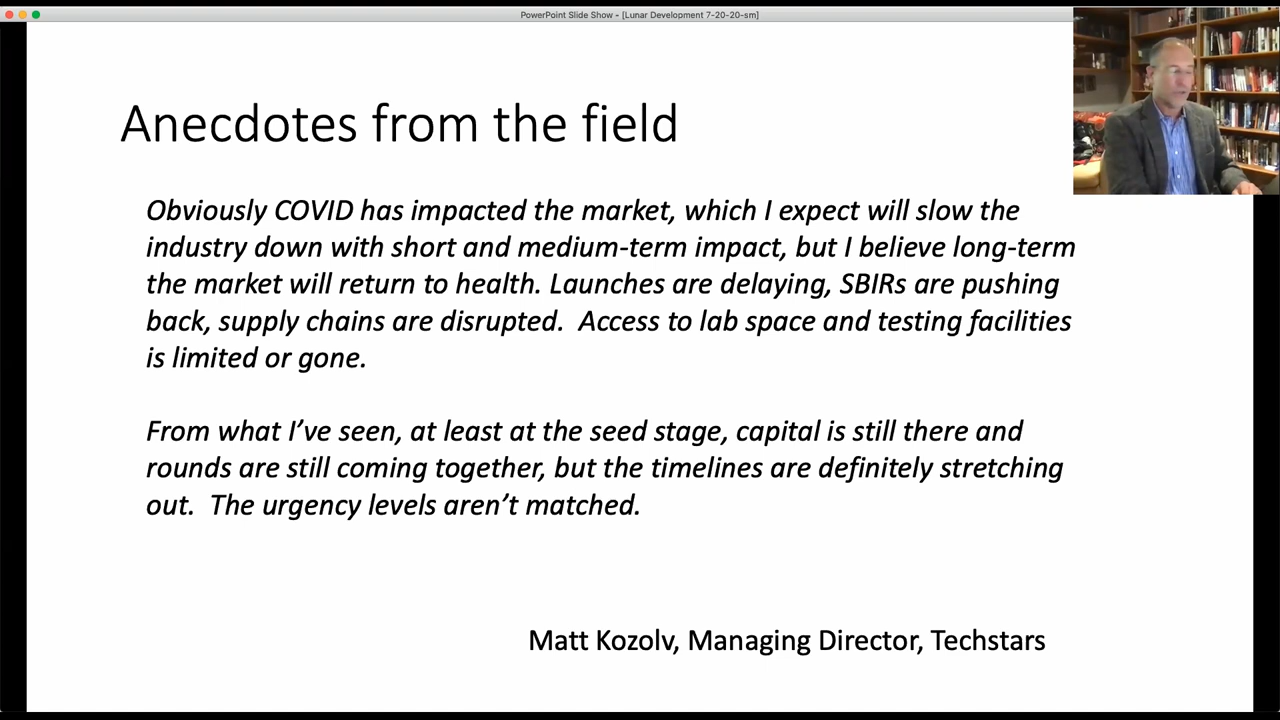 PowerPoint Slide Show - [Lunar Development 7-20-20-sm]
Anecdotes from the field
Obviously COVID has impacted the market, which I expect will slow the
industry down with short and medium-term impact, but I believe long-term
the market will return to health. Launches are delaying, SBIRs are pushing
back, supply chains are disrupted.  Access to lab space and testing facilities
is limited or gone.
From what I’ve seen, at least at the seed stage, capital is still there and
rounds are still coming together, but the timelines are definitely stretching
out.  The urgency levels aren’t matched.
Matt Kozolv, Managing Director, Techstars